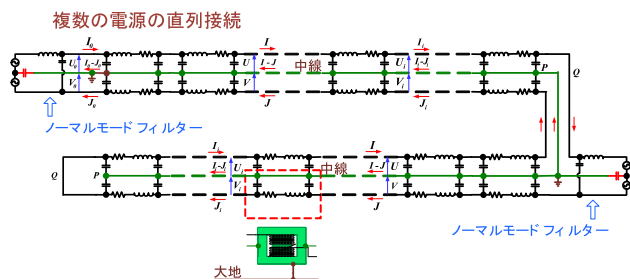 複数の電源の直列接続
I₀ I Iᵢ
U₀ I₀-J₀ U I-J 中線 Uᵢ Iᵢ-Jᵢ P Q
V₀ V Vᵢ
J₀ J Jᵢ
ノーマルモード フィルター
Iᵢ I
Q P Iᵢ-Jᵢ Uᵢ 中線 I-J U
Vᵢ V
Jᵢ J
ノーマルモード フィルター
大地